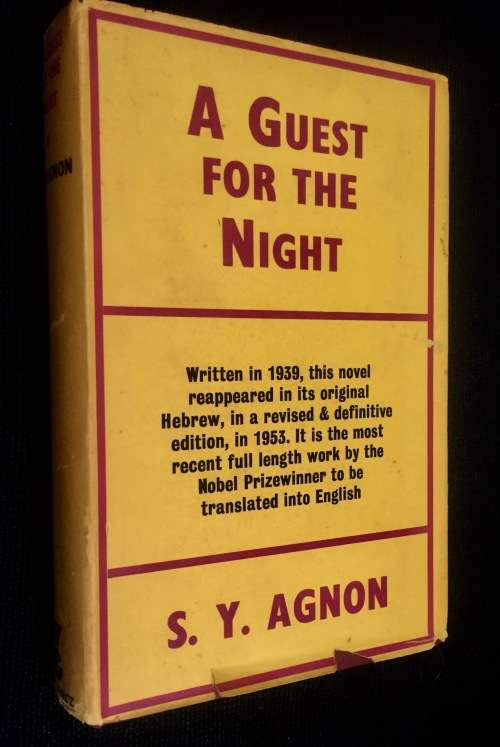 A GUEST
FOR THE
NIGHT
Written in 1939, this novel
reappeared in its original
Hebrew, in a revised & definitive
edition, in 1953. It is the most
recent full length work by the
Nobel Prizewinner to be
translated into English
S. Y. AGNON